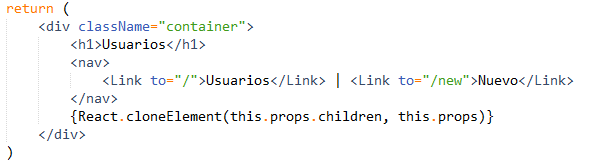 return (
    <div className="container">
        <h1>Usuarios</h1>
        <nav>
            <Link to="/">Usuarios</Link> | <Link to="/new">Nuevo</Link>
        </nav>
        {React.cloneElement(this.props.children, this.props)}
    </div>
)